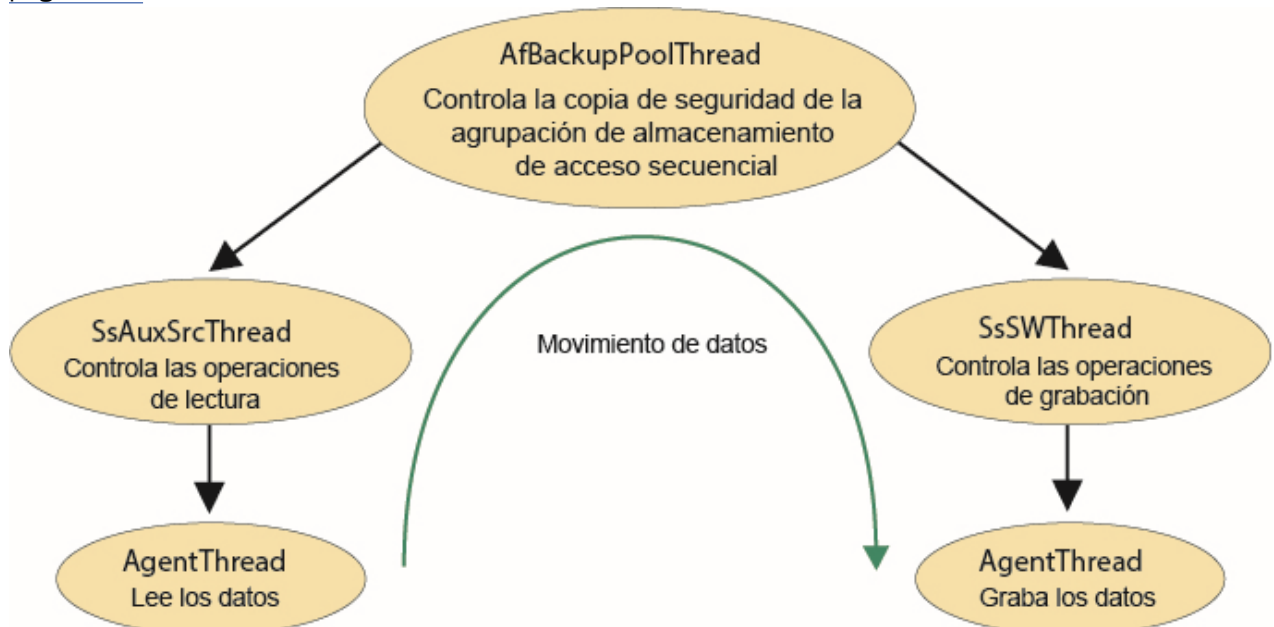 AfBackupPoolThread
Controla la copia de seguridad de la
agrupación de almacenamiento
de acceso secuencial
SsAuxSrcThread
Controla las operaciones
de lectura
Movimiento de datos
SsSWThread
Controla las operaciones
de grabación
AgentThread
Lee los datos
AgentThread
Graba los datos